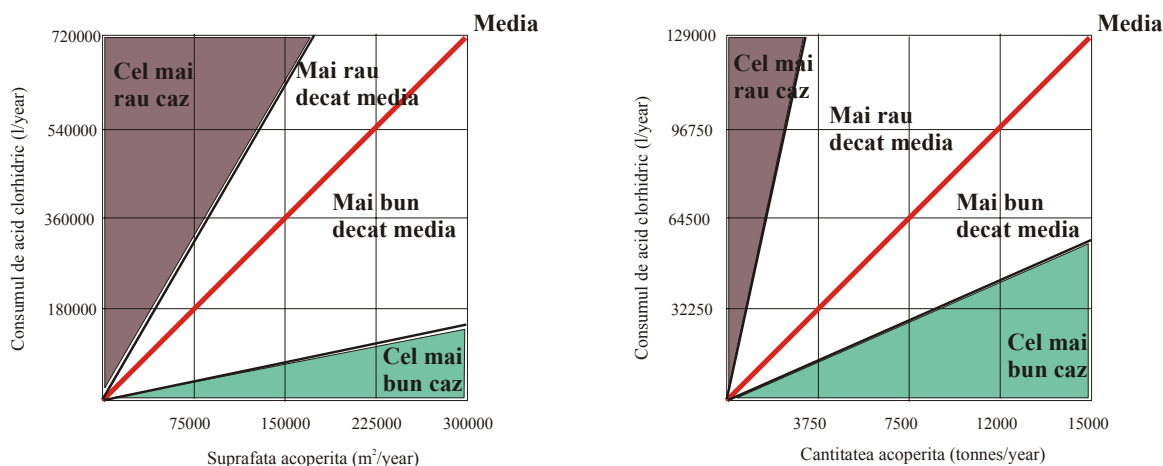 Media
720000
540000
360000
180000
Cel mai
rau caz
Mai rau
decat media
Mai bun
decat media
Cel mai
bun caz
75000
150000
225000
300000
Consumul de acid clorhidric (l/year)
Suprafata acoperita (m²/year)
Media
129000
96750
64500
32250
Cel mai
rau caz
Mai rau
decat media
Mai bun
decat media
Cel mai
bun caz
3750
7500
12000
15000
Consumul de acid clorhidric (l/year)
Cantitatea acoperita (tonnes/year)